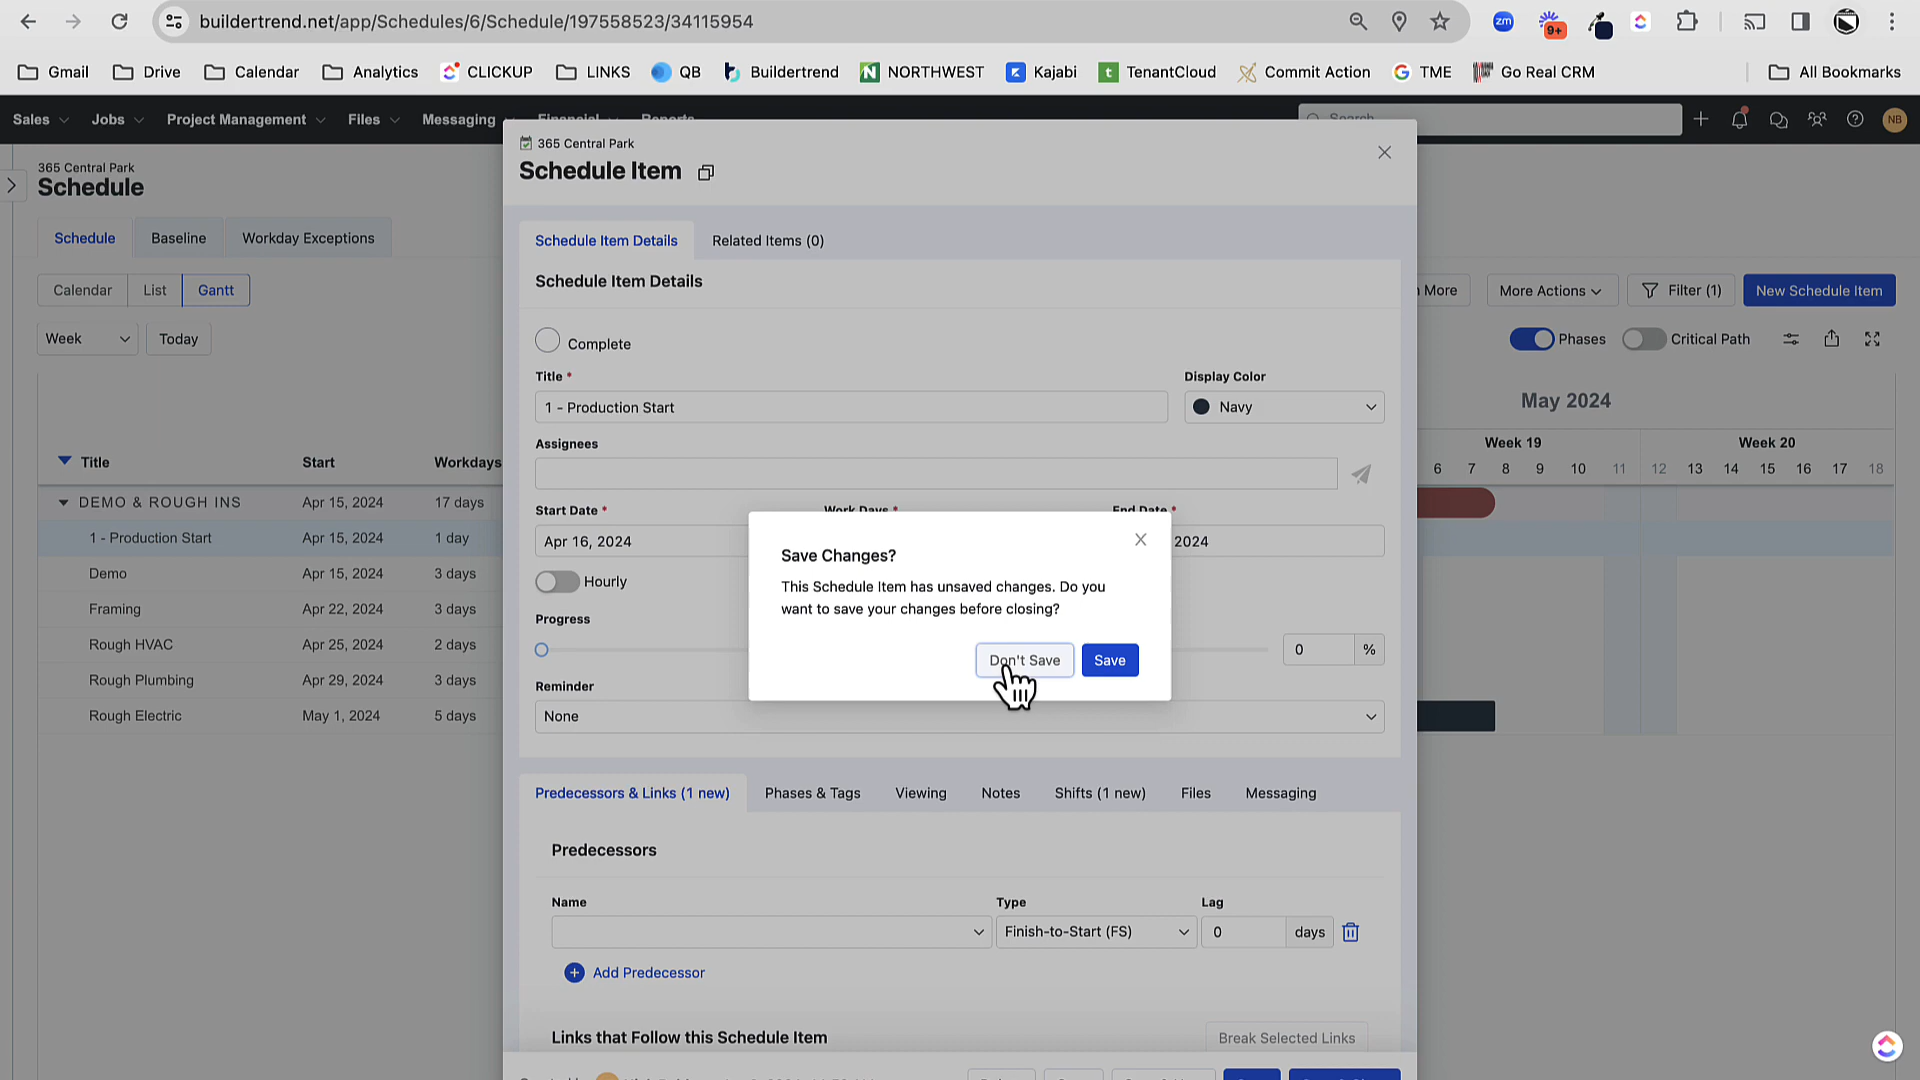 buildertrend.net/app/Schedules/6/Schedule/197558523/34115954
zm
9+
Gmail
Drive
Calendar
Analytics
CLICKUP
LINKS
QB
Buildertrend
NORTHWEST
Kajabi
TenantCloud
Commit Action
TME
Go Real CRM
All Bookmarks
Sales
Jobs
Project Management
Files
Messaging
Financial
Reports
Search
NB
365 Central Park
Schedule
Schedule
Baseline
Workday Exceptions
Calendar
List
Gantt
Week
Today
Title
Start
Workdays
DEMO & ROUGH INS
Apr 15, 2024
17 days
1 - Production Start
Apr 15, 2024
1 day
Demo
Apr 15, 2024
3 days
Framing
Apr 22, 2024
3 days
Rough HVAC
Apr 25, 2024
2 days
Rough Plumbing
Apr 29, 2024
3 days
Rough Electric
May 1, 2024
5 days
365 Central Park
Schedule Item
Schedule Item Details
Related Items (0)
Schedule Item Details
Complete
Title *
Display Color
1 - Production Start
Navy
Assignees
Start Date *
Work Days *
End Date *
Apr 16, 2024
2024
Hourly
Progress
0
%
Reminder
None
Save Changes?
This Schedule Item has unsaved changes. Do you
want to save your changes before closing?
Don't Save
Save
Predecessors & Links (1 new)
Phases & Tags
Viewing
Notes
Shifts (1 new)
Files
Messaging
Predecessors
Name
Type
Lag
Finish-to-Start (FS)
0
days
Add Predecessor
Links that Follow this Schedule Item
Break Selected Links
More
More Actions
Filter (1)
New Schedule Item
Phases
Critical Path
May 2024
Week 19
Week 20
6 7 8 9 10 11 12 13 14 15 16 17 18